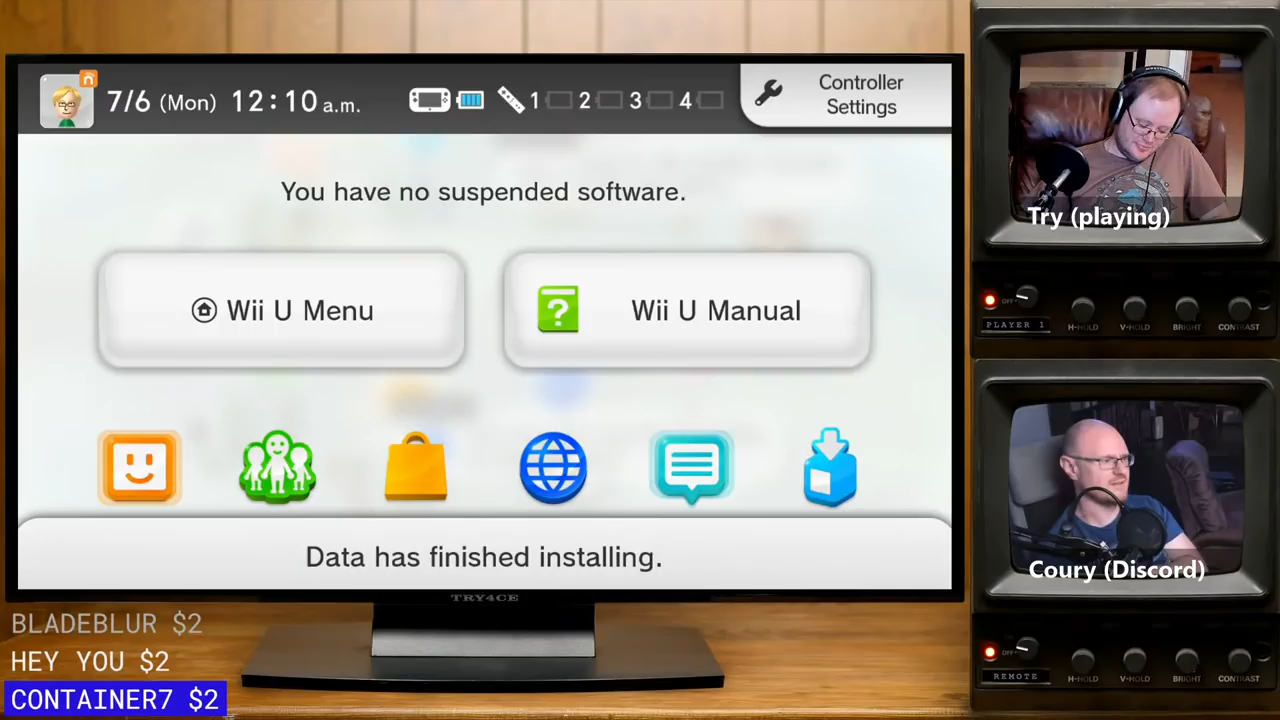 7/6 (Mon) 12:10 a.m.
1 2 3 4
Controller
Settings
You have no suspended software.
Wii U Menu
? Wii U Manual
Data has finished installing.
TRY4CE
BLADEBLUR $2
HEY YOU $2
CONTAINER7 $2
Try (playing)
OFF
PLAYER 1
H-HOLD V-HOLD BRIGHT CONTRAST
Coury (Discord)
OFF
REMOTE
H-HOLD V-HOLD BRIGHT CONTRAST